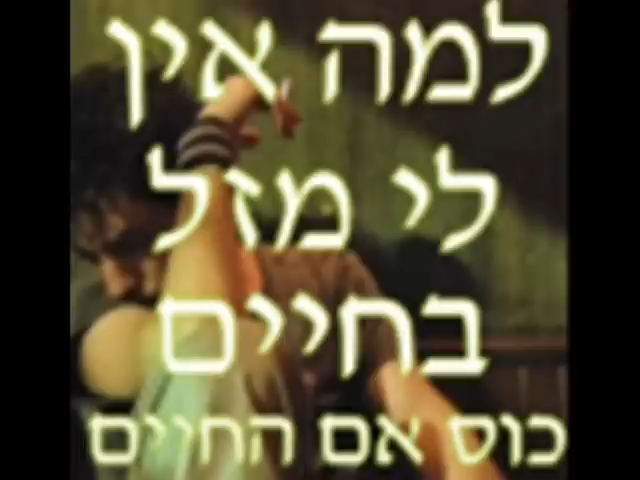 למה אין
לי מזל
בחיים
כוס אם החיים